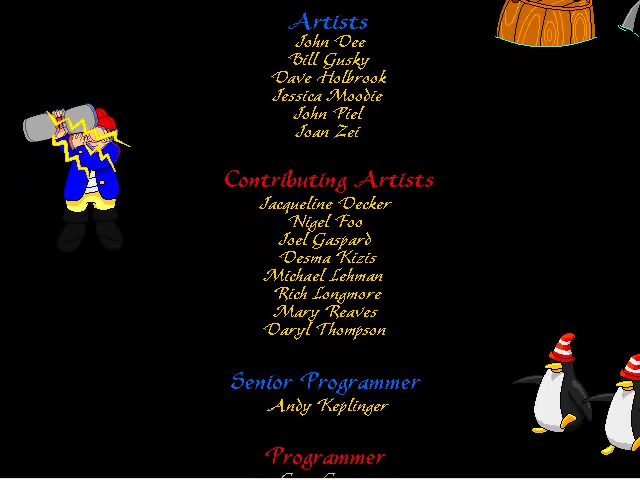 Artists
John Dee
Bill Gusky
Dave Holbrook
Jessica Moodie
John Piel
Joan Zei
Contributing Artists
Jacqueline Decker
Nigel Foo
Joel Gaspard
Desma Kizis
Michael Lehman
Rich Longmore
Mary Reaves
Daryl Thompson
Senior Programmer
Andy Keplinger
Programmer